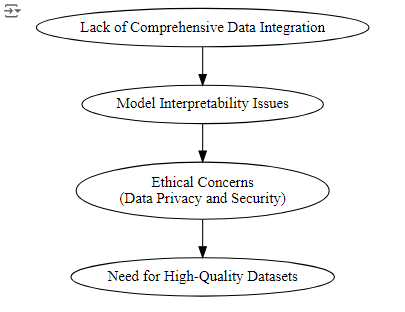 Lack of Comprehensive Data Integration
Model Interpretability Issues
Ethical Concerns
(Data Privacy and Security)
Need for High-Quality Datasets